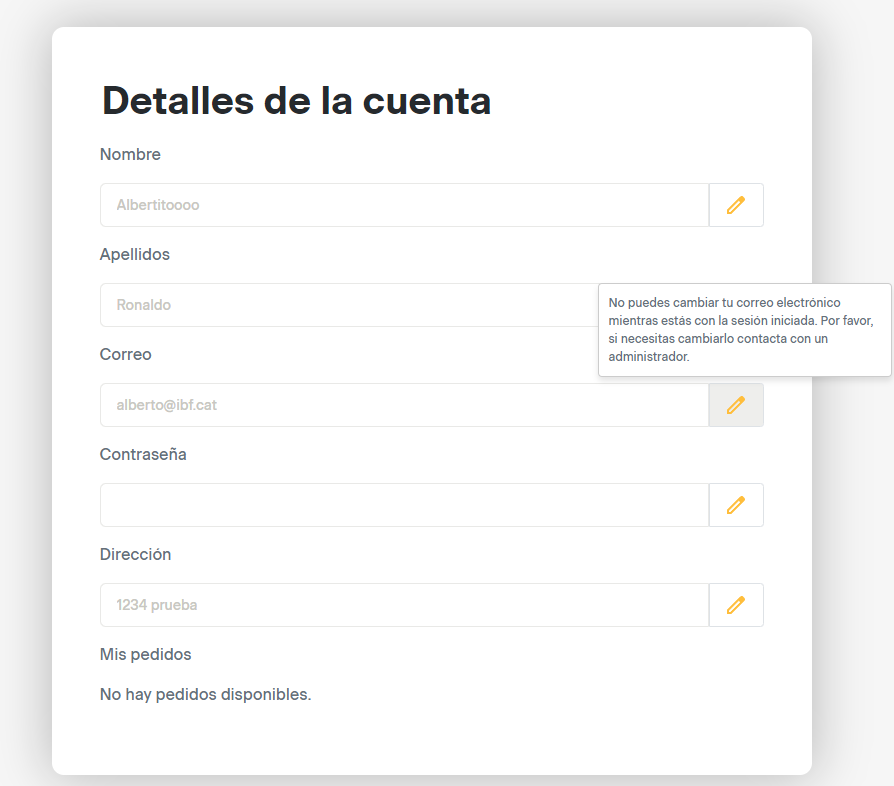 Detalles de la cuenta
Nombre
Albertitoooo
Apellidos
Ronaldo
No puedes cambiar tu correo electrónico
mientras estás con la sesión iniciada. Por favor,
si necesitas cambiarlo contacta con un
administrador.
Correo
alberto@ibf.cat
Contraseña
Dirección
1234 prueba
Mis pedidos
No hay pedidos disponibles.